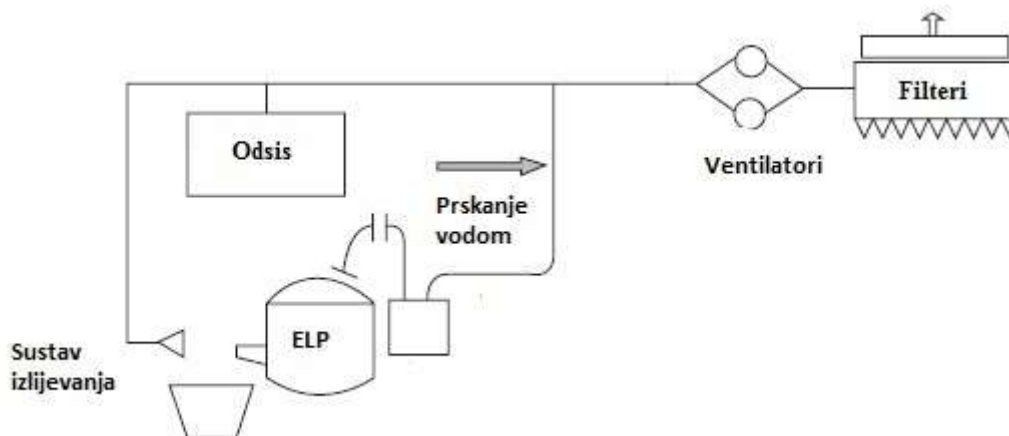 Filteri
Odsis
Ventilatori
Prskanje
vodom
ELP
Sustav
izlijevanja